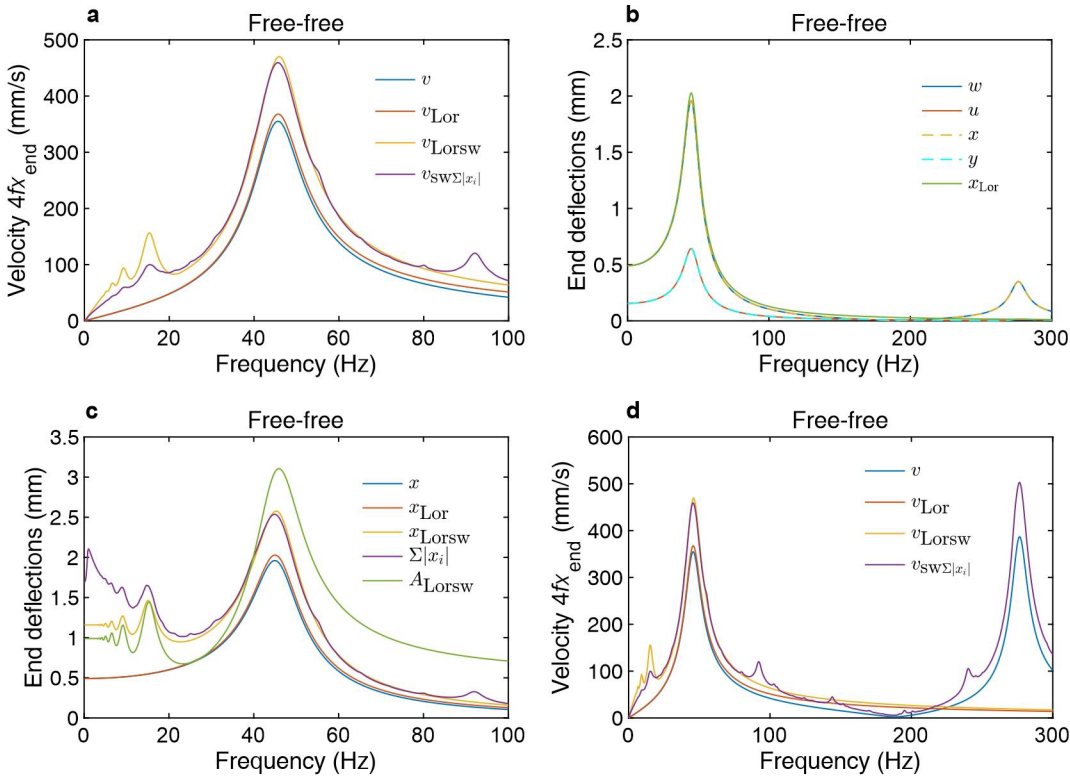 a
Free-free
500
400
300
200
100
0
0 20 40 60 80 100
Velocity 4fx_end (mm/s)
Frequency (Hz)
v
v_Lor
v_Lorsw
v_swΣ|x_i|
b
Free-free
2.5
2
1.5
1
0.5
0
0 100 200 300
End deflections (mm)
Frequency (Hz)
w
u
x
y
x_Lor
c
Free-free
3.5
3
2.5
2
1.5
1
0.5
0
0 20 40 60 80 100
End deflections (mm)
Frequency (Hz)
x
x_Lor
x_Lorsw
Σ|x_i|
A_Lorsw
d
Free-free
600
500
400
300
200
100
0
0 100 200 300
Velocity 4fx_end (mm/s)
Frequency (Hz)
v
v_Lor
v_Lorsw
v_swΣ|x_i|